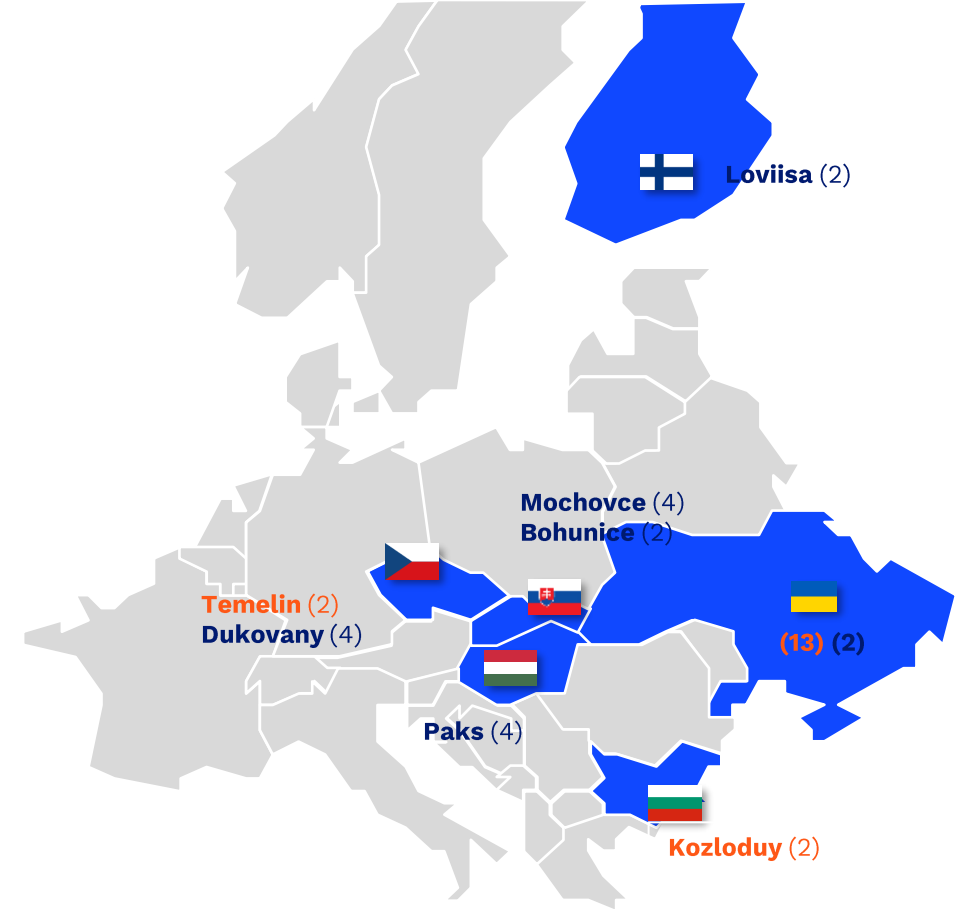 Loviisa (2)
Mochovce (4)
Bohunice (2)
Temelin (2)
Dukovany (4)
(13) (2)
Paks (4)
Kozloduy (2)